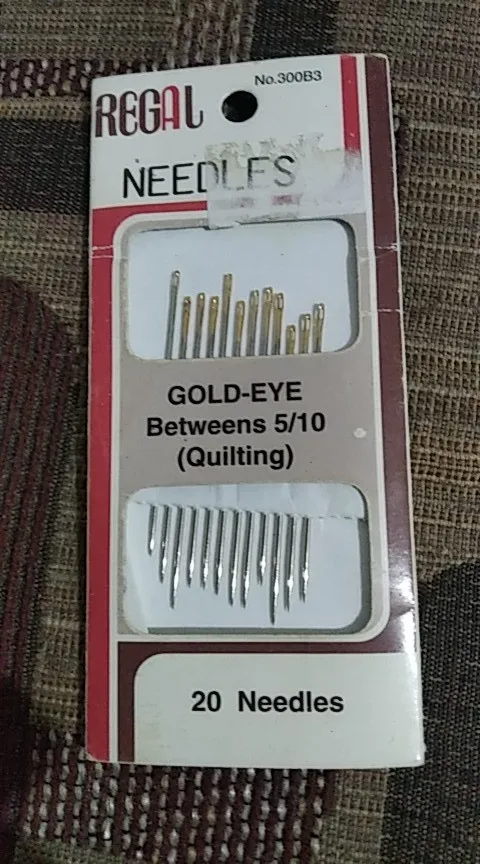 No.300B3
REGAL
NEEDLES
GOLD-EYE
Betweens 5/10
(Quilting)
20 Needles